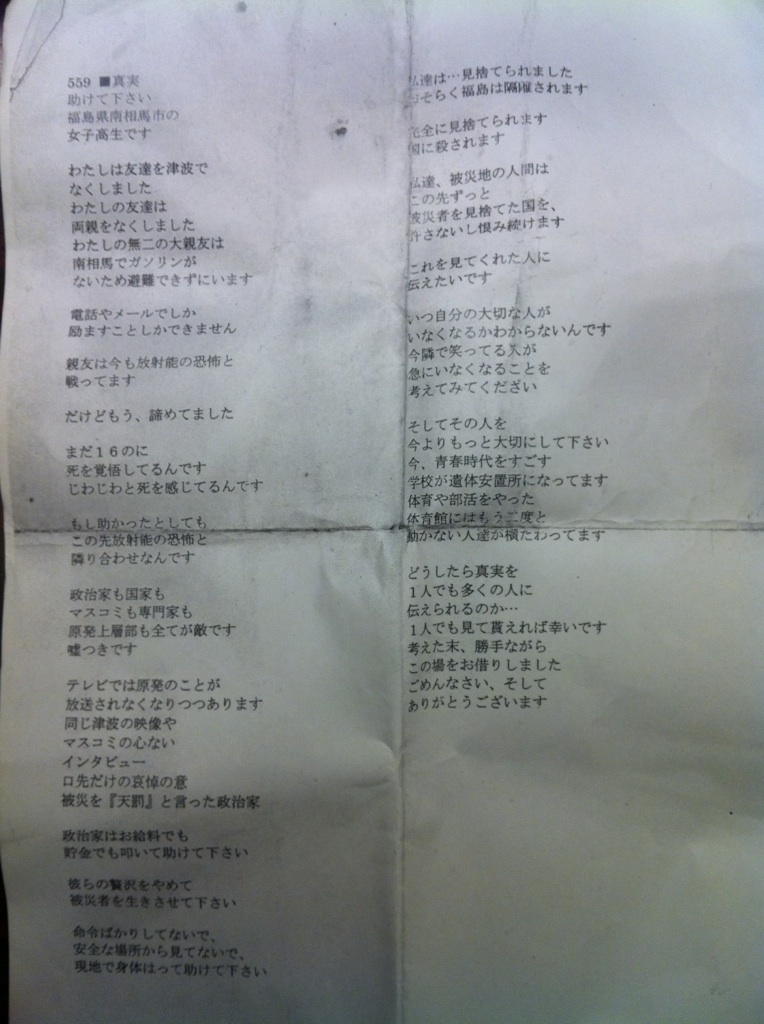 559 ■真実
助けて下さい
福島県南相馬市の
女子高生です
わたしは友達を津波で
なくしました
わたしの友達は
両親をなくしました
わたしの無二の大親友は
南相馬でガソリンが
ないため避難できずにいます
電話やメールでしか
励ますことしかできません
親友は今も放射能の恐怖と
戦ってます
だけどもう、諦めてました
まだ16のに
死を覚悟してるんです
じわじわと死を感じてるんです
もし助かったとしても
この先放射能の恐怖と
隣り合わせなんです
政治家も国家も
マスコミも専門家も
原発上層部も全てが敵です
嘘つきです
テレビでは原発のことが
放送されなくなりつつあります
同じ津波の映像や
マスコミの心ない
インタビュー
口先だけの哀悼の意
被災を『天罰』と言った政治家
政治家はお給料でも
貯金でも叩いて助けて下さい
彼らの贅沢をやめて
被災者を生きさせて下さい
命令ばかりしてないで、
安全な場所から見てないで、
現地で身体はって助けて下さい
私達は…見捨てられました
おそらく福島は隔離されます
完全に見捨てられます
国に殺されます
私達、被災地の人間は
この先ずっと
被災者を見捨てた国を、
許さないし恨み続けます
これを見てくれた人に
伝えたいです
いつ自分の大切な人が
いなくなるかわからないんです
今隣で笑ってる人が
急にいなくなることを
考えてみてください
そしてその人を
今よりもっと大切にして下さい
今、青春時代をすごす
学校が遺体安置所になってます
体育や部活をやった
体育館にはもう二度と
動かない人達が横たわってます
どうしたら真実を
1人でも多くの人に
伝えられるのか…
1人でも見て貰えれば幸いです
考えた末、勝手ながら
この場をお借りしました
ごめんなさい、そして
ありがとうございます